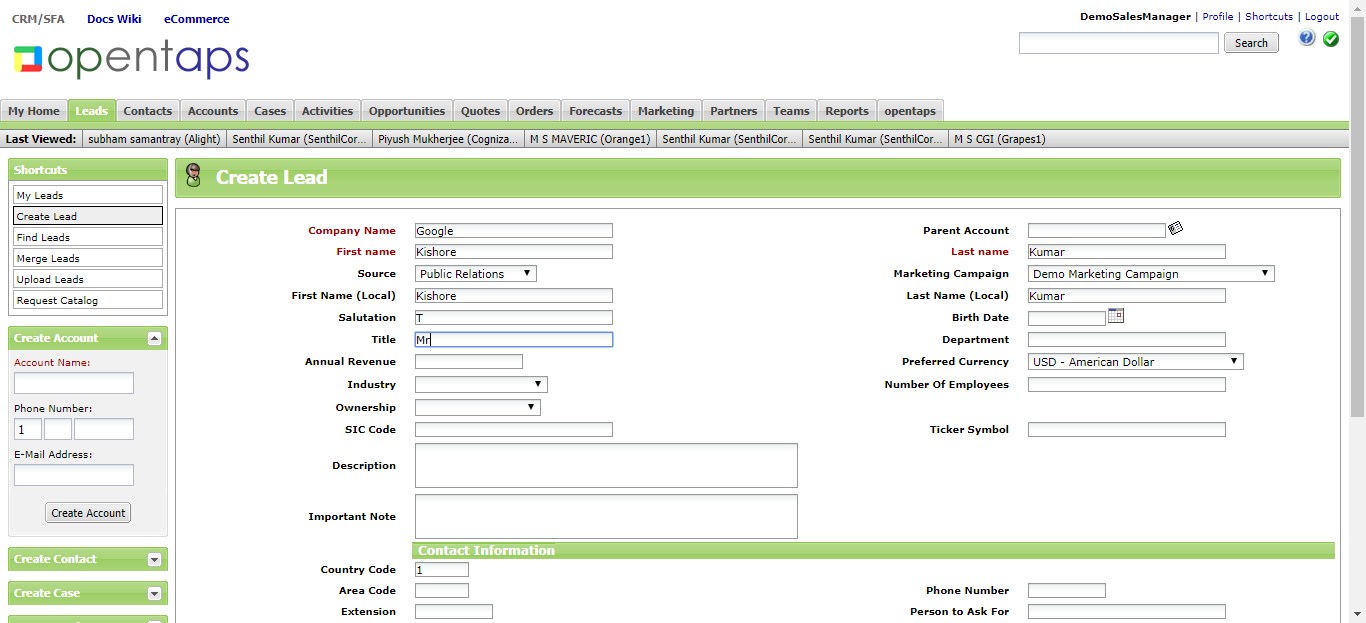 CRM/SFA Docs Wiki eCommerce
DemoSalesManager | Profile | Shortcuts | Logout
opentaps
Search
My Home Leads Contacts Accounts Cases Activities Opportunities Quotes Orders Forecasts Marketing Partners Teams Reports opentaps
Last Viewed: subham samantray (Alight) Senthil Kumar (SenthilCor... Piyush Mukherjee (Cogniza... M S MAVERIC (Orange1) Senthil Kumar (SenthilCor... Senthil Kumar (SenthilCor... M S CGI (Grapes1)
Shortcuts
My Leads
Create Lead
Find Leads
Merge Leads
Upload Leads
Request Catalog
Create Account
Account Name:
Phone Number:
1
E-Mail Address:
Create Account
Create Contact
Create Case
Create Lead
Company Name Google Parent Account
First name Kishore Last name Kumar
Source Public Relations Marketing Campaign Demo Marketing Campaign
First Name (Local) Kishore Last Name (Local) Kumar
Salutation T Birth Date
Title Mr Department
Annual Revenue Preferred Currency USD - American Dollar
Industry Number Of Employees
Ownership
SIC Code Ticker Symbol
Description
Important Note
Contact Information
Country Code 1
Area Code Phone Number
Extension Person to Ask For